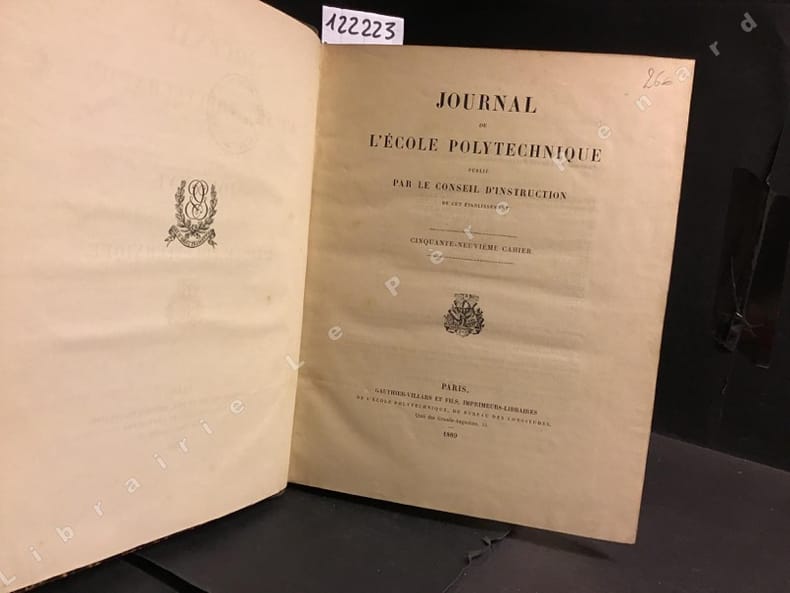 122223
266
JOURNAL
DE
L'ÉCOLE POLYTECHNIQUE
PUBLIÉ
PAR LE CONSEIL D'INSTRUCTION
DE CET ÉTABLISSEMENT
CINQUANTE-NEUVIÈME CAHIER
PARIS,
GAUTHIER-VILLARS ET FILS, IMPRIMEURS-LIBRAIRES
DE L'ÉCOLE POLYTECHNIQUE, DU BUREAU DES LONGITUDES,
Quai des Grands-Augustins, 55
1889
Librairie Le Père Pénard